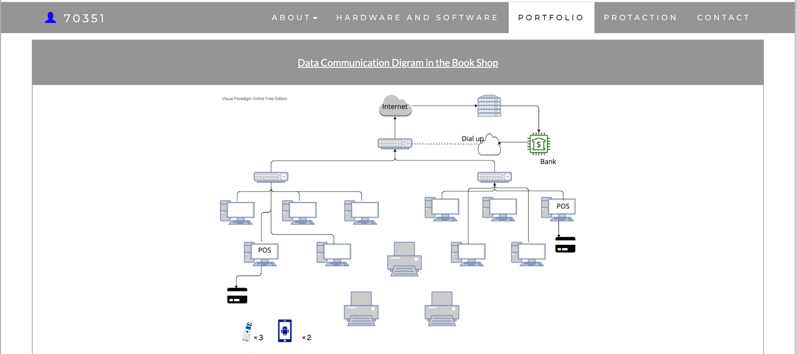 70351
ABOUT HARDWARE AND SOFTWARE PORTFOLIO PROTACTION CONTACT
Data Communication Digram in the Book Shop
Visual Paradigm Online Free Edition
Internet
Dial up
Bank
POS
POS
×3 ×2